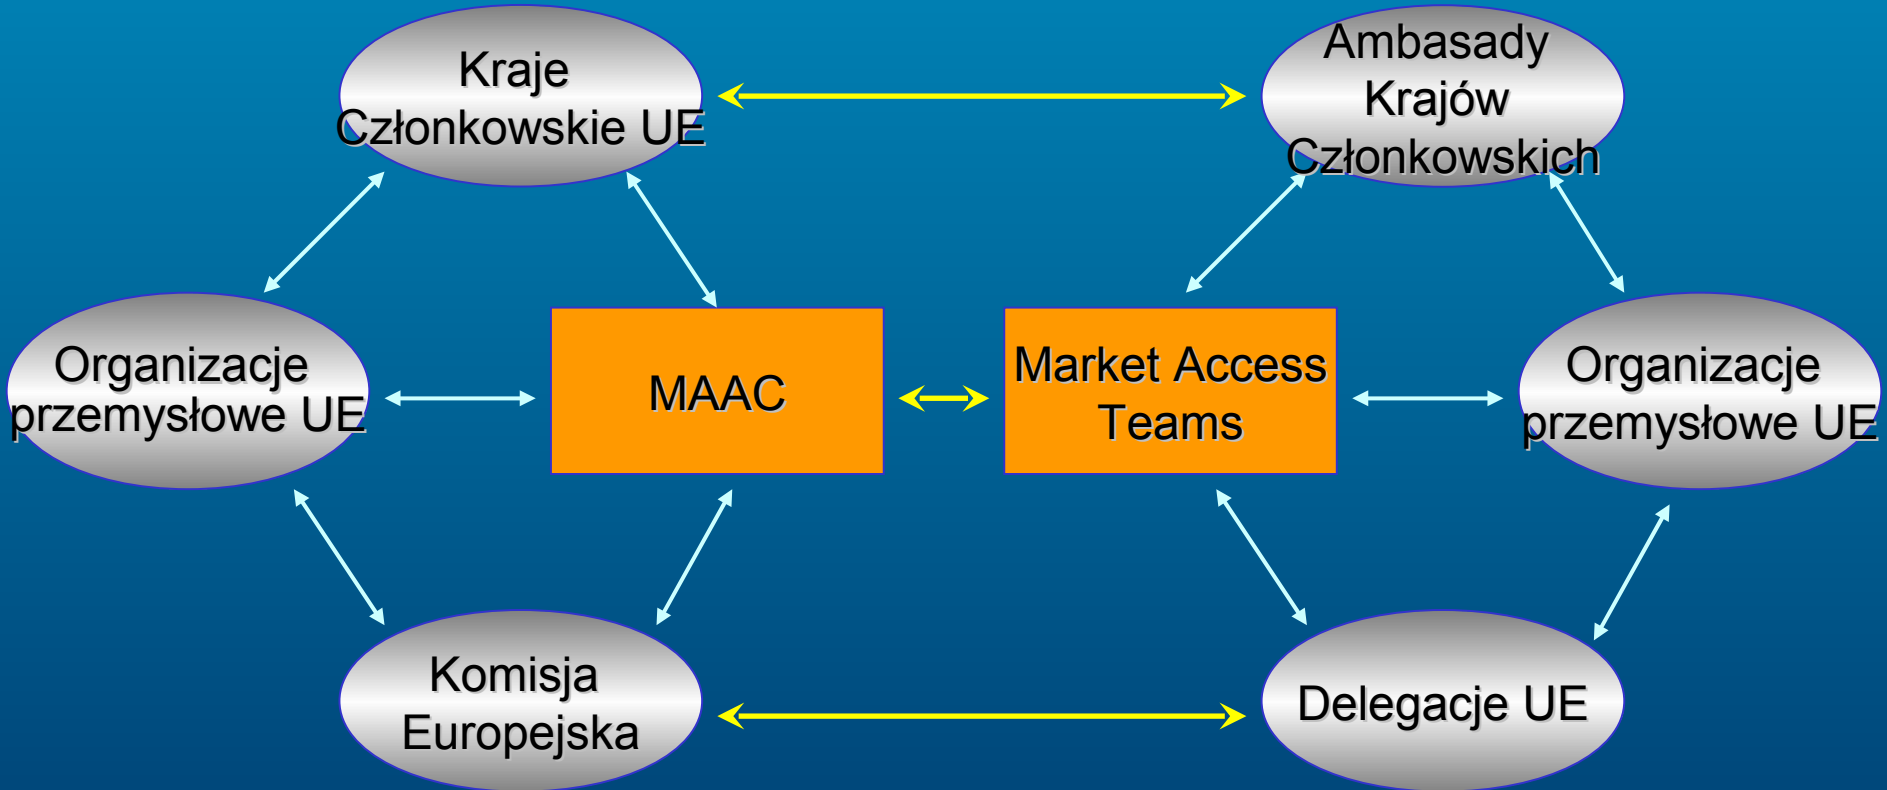 Kraje
Członkowskie UE
Ambasady
Krajów
Członkowskich
Organizacje
przemysłowe UE
MAAC
Market Access
Teams
Organizacje
przemysłowe UE
Komisja
Europejska
Delegacje UE